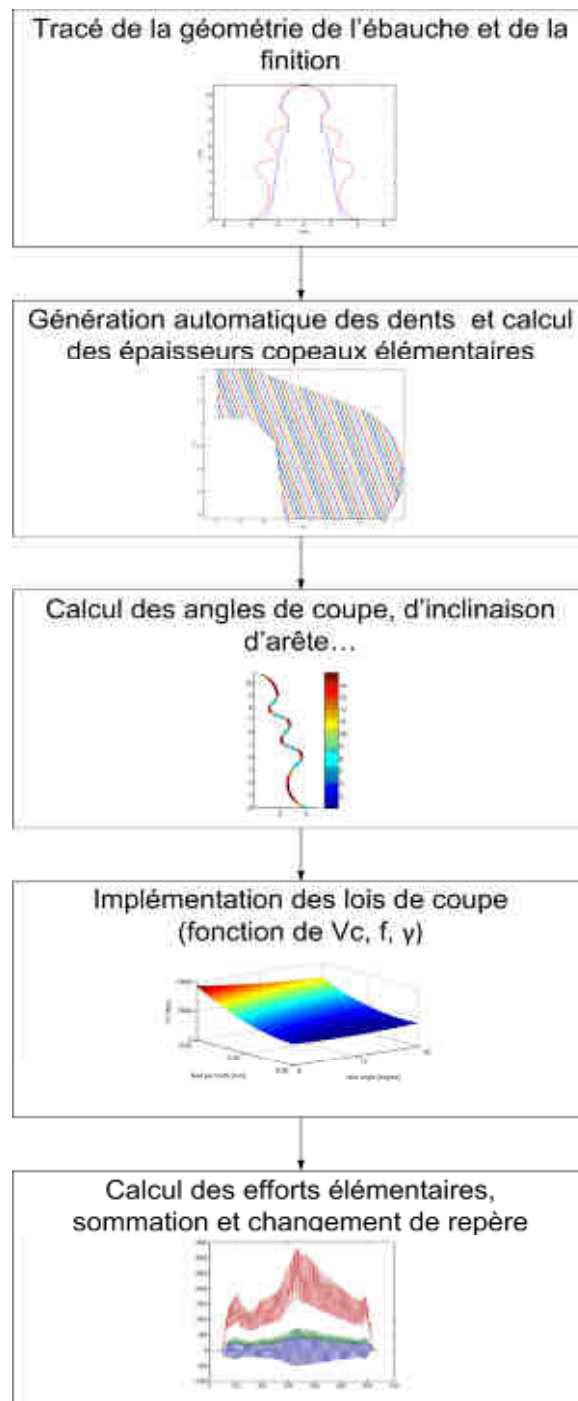 Tracé de la géométrie de l'ébauche et de la
finition
Génération automatique des dents et calcul
des épaisseurs copeaux élémentaires
Calcul des angles de coupe, d'inclinaison
d'arête…
Implémentation des lois de coupe
(fonction de Vc, f, γ)
Calcul des efforts élémentaires,
sommation et changement de repère